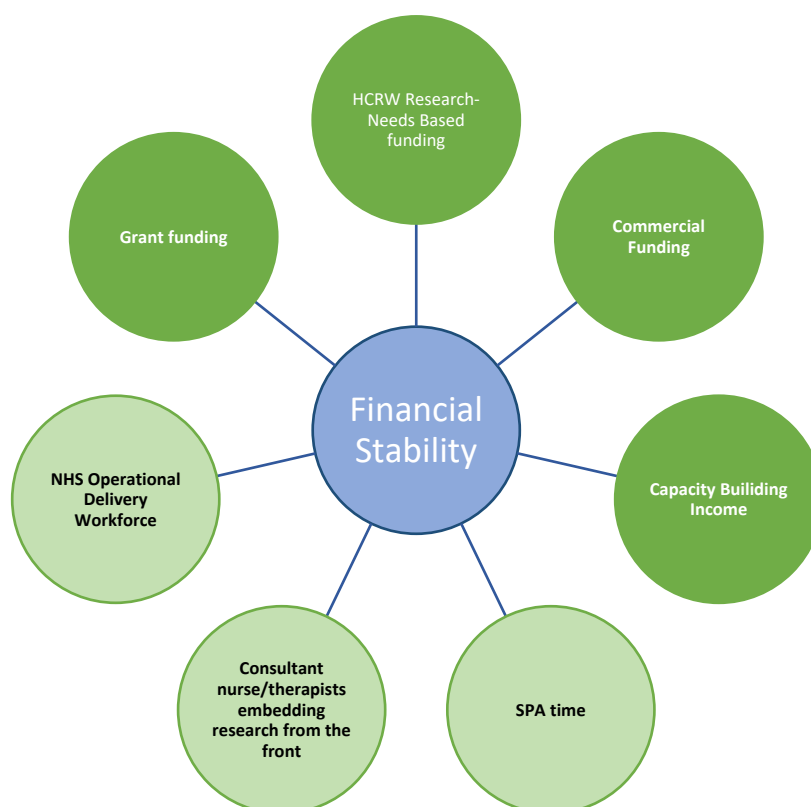 HCRW Research-
Needs Based
funding
Grant funding
Commercial
Funding
Financial
Stability
NHS Operational
Delivery
Workforce
Capacity Builiding
Income
Consultant
nurse/therapists
embedding
research from the
front
SPA time